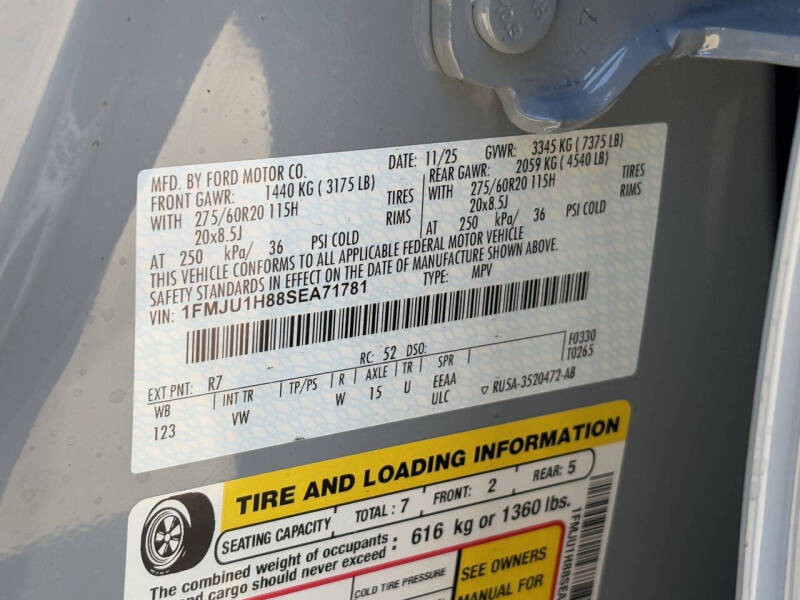 MFD. BY FORD MOTOR CO. DATE: 11/25 GVWR: 3345 KG ( 7375 LB)
FRONT GAWR: 1440 KG ( 3175 LB) REAR GAWR: 2059 KG ( 4540 LB)
WITH 275/60R20 115H TIRES WITH 275/60R20 115H TIRES
20x8.5J RIMS 20x8.5J RIMS
AT 250 kPa/ 36 PSI COLD AT 250 kPa/ 36 PSI COLD
THIS VEHICLE CONFORMS TO ALL APPLICABLE FEDERAL MOTOR VEHICLE
SAFETY STANDARDS IN EFFECT ON THE DATE OF MANUFACTURE SHOWN ABOVE.
VIN: 1FMJU1H88SEA71781 TYPE: MPV
F0330
T0265
EXT PNT: R7 RC: 52 DSO:
WB INT TR TP/PS R AXLE TR SPR
123 VW W 15 U EEAA
ULC ▽ RU5A-3520472-AB
TIRE AND LOADING INFORMATION
SEATING CAPACITY TOTAL : 7 FRONT: 2 REAR: 5
The combined weight of occupants
and cargo should never exceed : 616 kg or 1360 lbs.
COLD TIRE PRESSURE
SEE OWNERS
MANUAL FOR